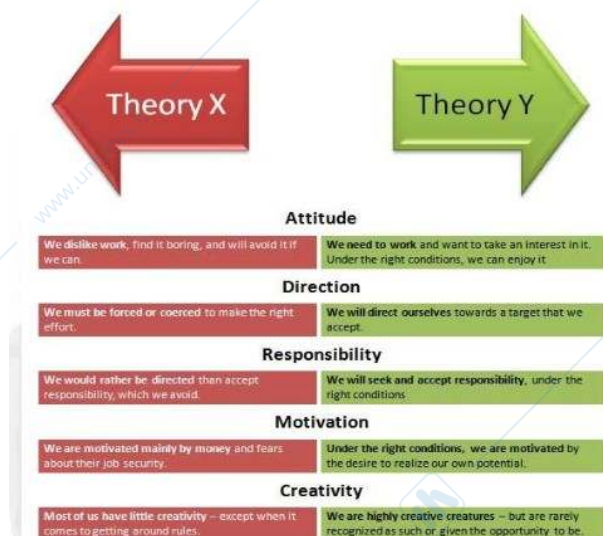 Theory X
Theory Y
Attitude
We dislike work, find it boring, and will avoid it if
we can.
We need to work and want to take an interest in it.
Under the right conditions, we can enjoy it
Direction
We must be forced or coerced to make the right
effort.
We will direct ourselves towards a target that we
accept.
Responsibility
We would rather be directed than accept
responsibility, which we avoid.
We will seek and accept responsibility, under the
right conditions
Motivation
We are motivated mainly by money and fears
about their job security.
Under the right conditions, we are motivated by
the desire to realize our own potential.
Creativity
Most of us have little creativity – except when it
comes to getting around rules.
We are highly creative creatures – but are rarely
recognized as such or given the opportunity to be.